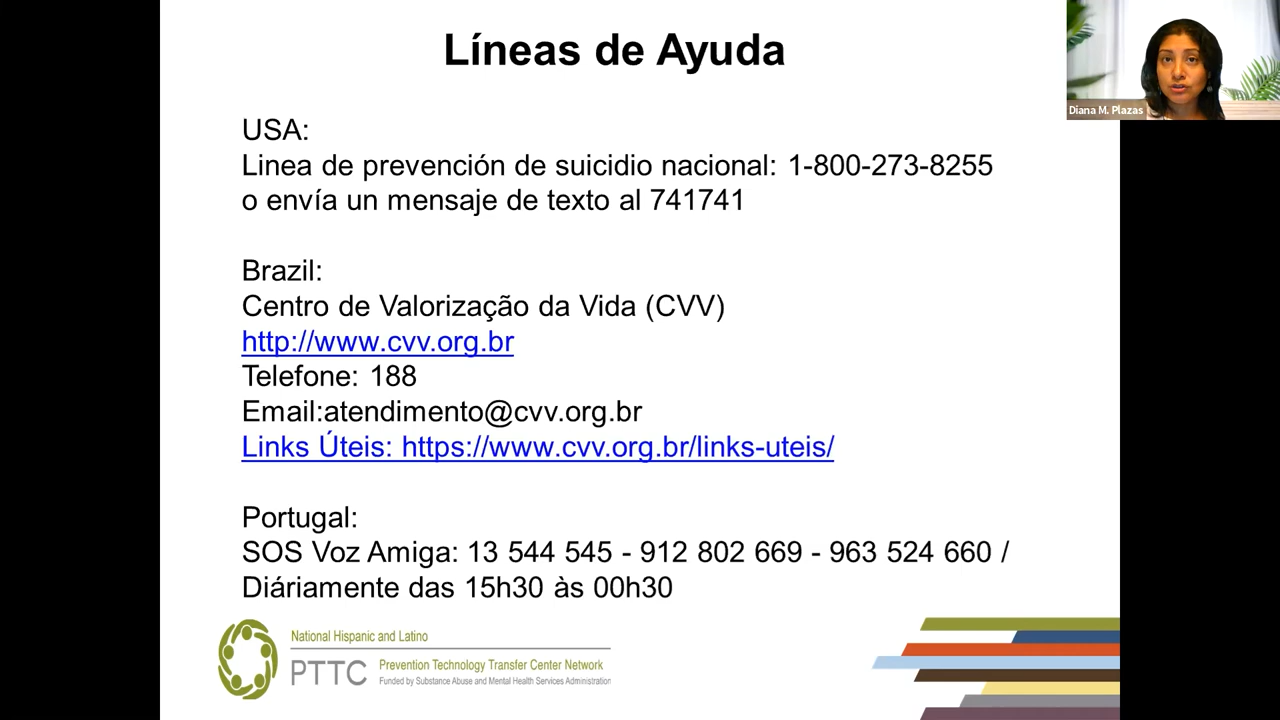 Líneas de Ayuda
Diana M. Plazas
USA:
Linea de prevención de suicidio nacional: 1-800-273-8255
o envía un mensaje de texto al 741741
Brazil:
Centro de Valorização da Vida (CVV)
http://www.cvv.org.br
Telefone: 188
Email:atendimento@cvv.org.br
Links Úteis: https://www.cvv.org.br/links-uteis/
Portugal:
SOS Voz Amiga: 13 544 545 - 912 802 669 - 963 524 660 /
Diáriamente das 15h30 às 00h30
National Hispanic and Latino
PTTC
Prevention Technology Transfer Center Network
Funded by Substance Abuse and Mental Health Services Administration